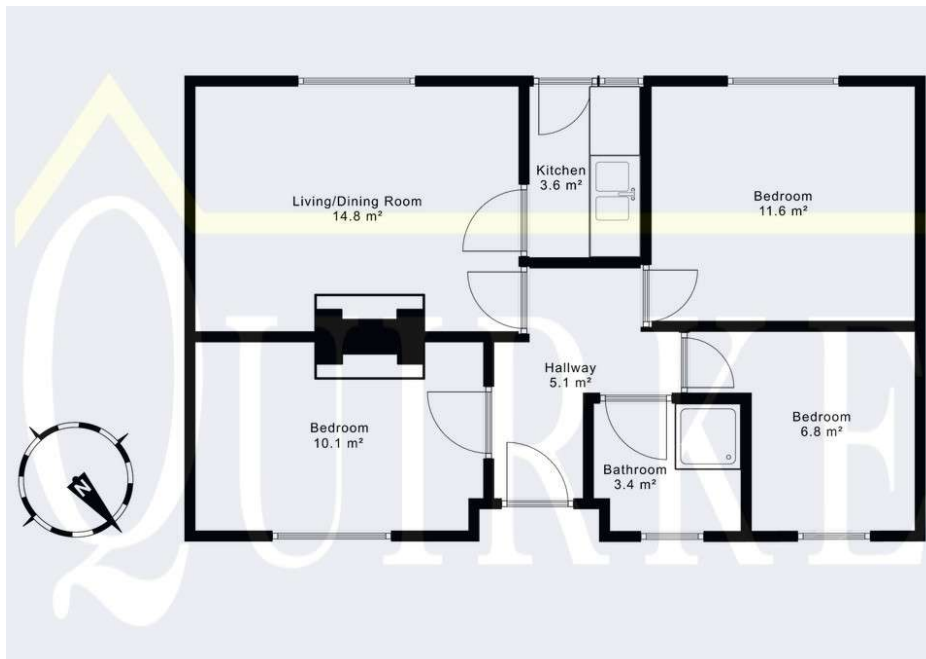 Living/Dining Room
14.8 m²
Kitchen
3.6 m²
Bedroom
11.6 m²
Hallway
5.1 m²
Bedroom
10.1 m²
Bedroom
6.8 m²
Bathroom
3.4 m²
N
QUIRKE